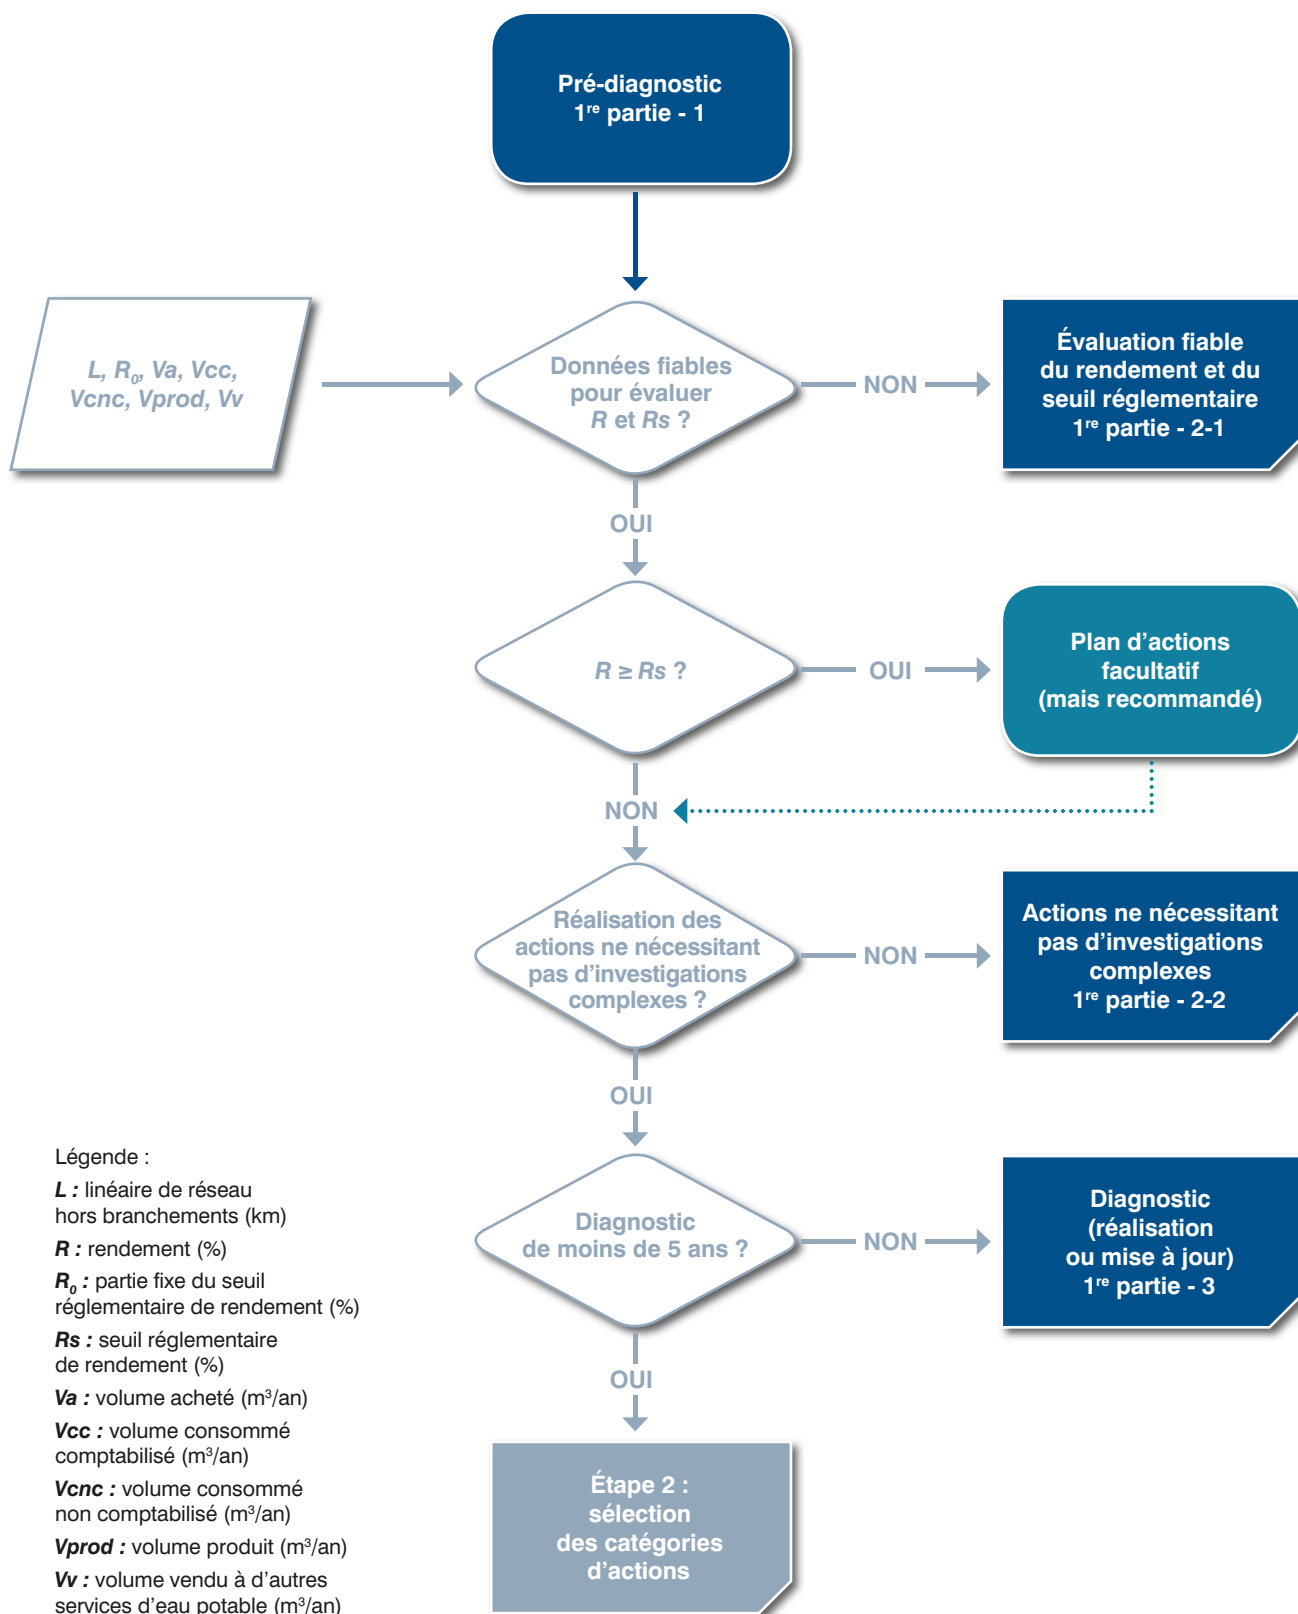 Pré-diagnostic
1re partie - 1
L, R0, Va, Vcc,
Vcnc, Vprod, Vv
Données fiables
pour évaluer
R et Rs ?
NON
Évaluation fiable
du rendement et du
seuil réglementaire
1re partie - 2-1
OUI
R ≥ Rs ?
OUI
Plan d’actions
facultatif
(mais recommandé)
NON
Réalisation des
actions ne nécessitant
pas d’investigations
complexes ?
NON
Actions ne nécessitant
pas d’investigations
complexes
1re partie - 2-2
OUI
Diagnostic
de moins de 5 ans ?
NON
Diagnostic
(réalisation
ou mise à jour)
1re partie - 3
OUI
Étape 2 :
sélection
des catégories
d’actions
Légende :
L : linéaire de réseau
hors branchements (km)
R : rendement (%)
R0 : partie fixe du seuil
réglementaire de rendement (%)
Rs : seuil réglementaire
de rendement (%)
Va : volume acheté (m³/an)
Vcc : volume consommé
comptabilisé (m³/an)
Vcnc : volume consommé
non comptabilisé (m³/an)
Vprod : volume produit (m³/an)
Vv : volume vendu à d’autres
services d’eau potable (m³/an)